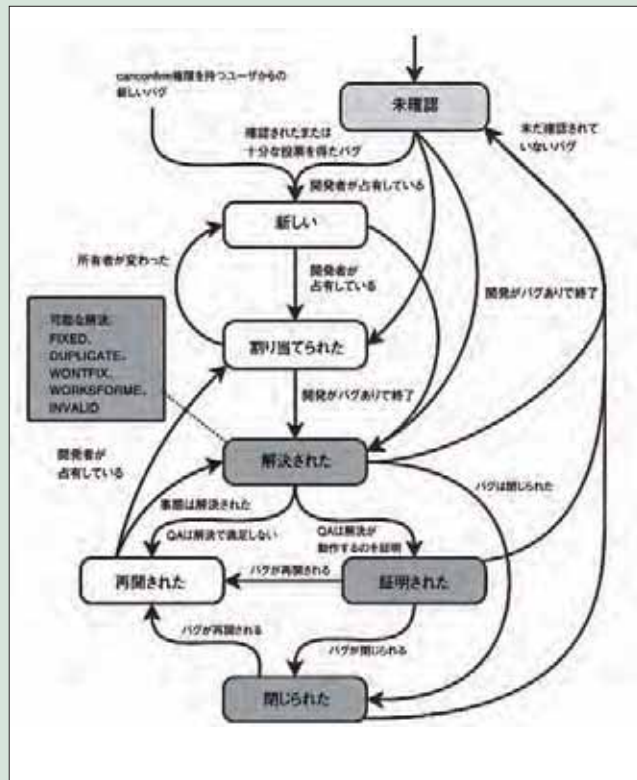 canconfirm権限を持つユーザからの
新しいバグ
未確認
確認されたまたは
十分な投票を得たバグ
未だ確認されて
いないバグ
開発者が占有している
新しい
所有者が変わった
開発者が
占有している
開発がバグありで終了
可能な解決:
FIXED、
DUPLICATE、
WONTFIX、
WORKSFORME、
INVALID
割り当てられた
開発がバグありで終了
開発者が
占有している
解決された
バグは閉じられた
事態は解決された
QAは解決で満足しない
QAは解決が
動作するのを証明
再開された
バグが再開される
証明された
バグが再開される
バグが閉じられる
閉じられた